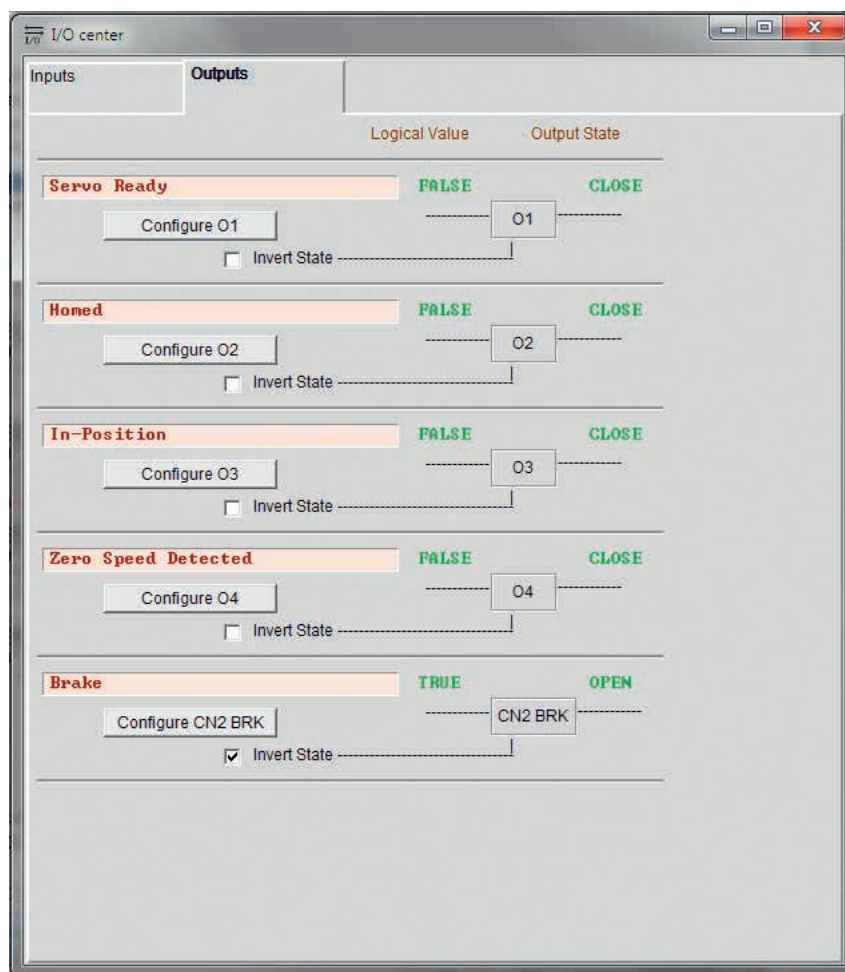 I/O I/O center
Inputs Outputs
Logical Value Output State
Servo Ready FALSE CLOSE
Configure O1 O1
Invert State
Homed FALSE CLOSE
Configure O2 O2
Invert State
In-Position FALSE CLOSE
Configure O3 O3
Invert State
Zero Speed Detected FALSE CLOSE
Configure O4 O4
Invert State
Brake TRUE OPEN
Configure CN2 BRK CN2 BRK
Invert State